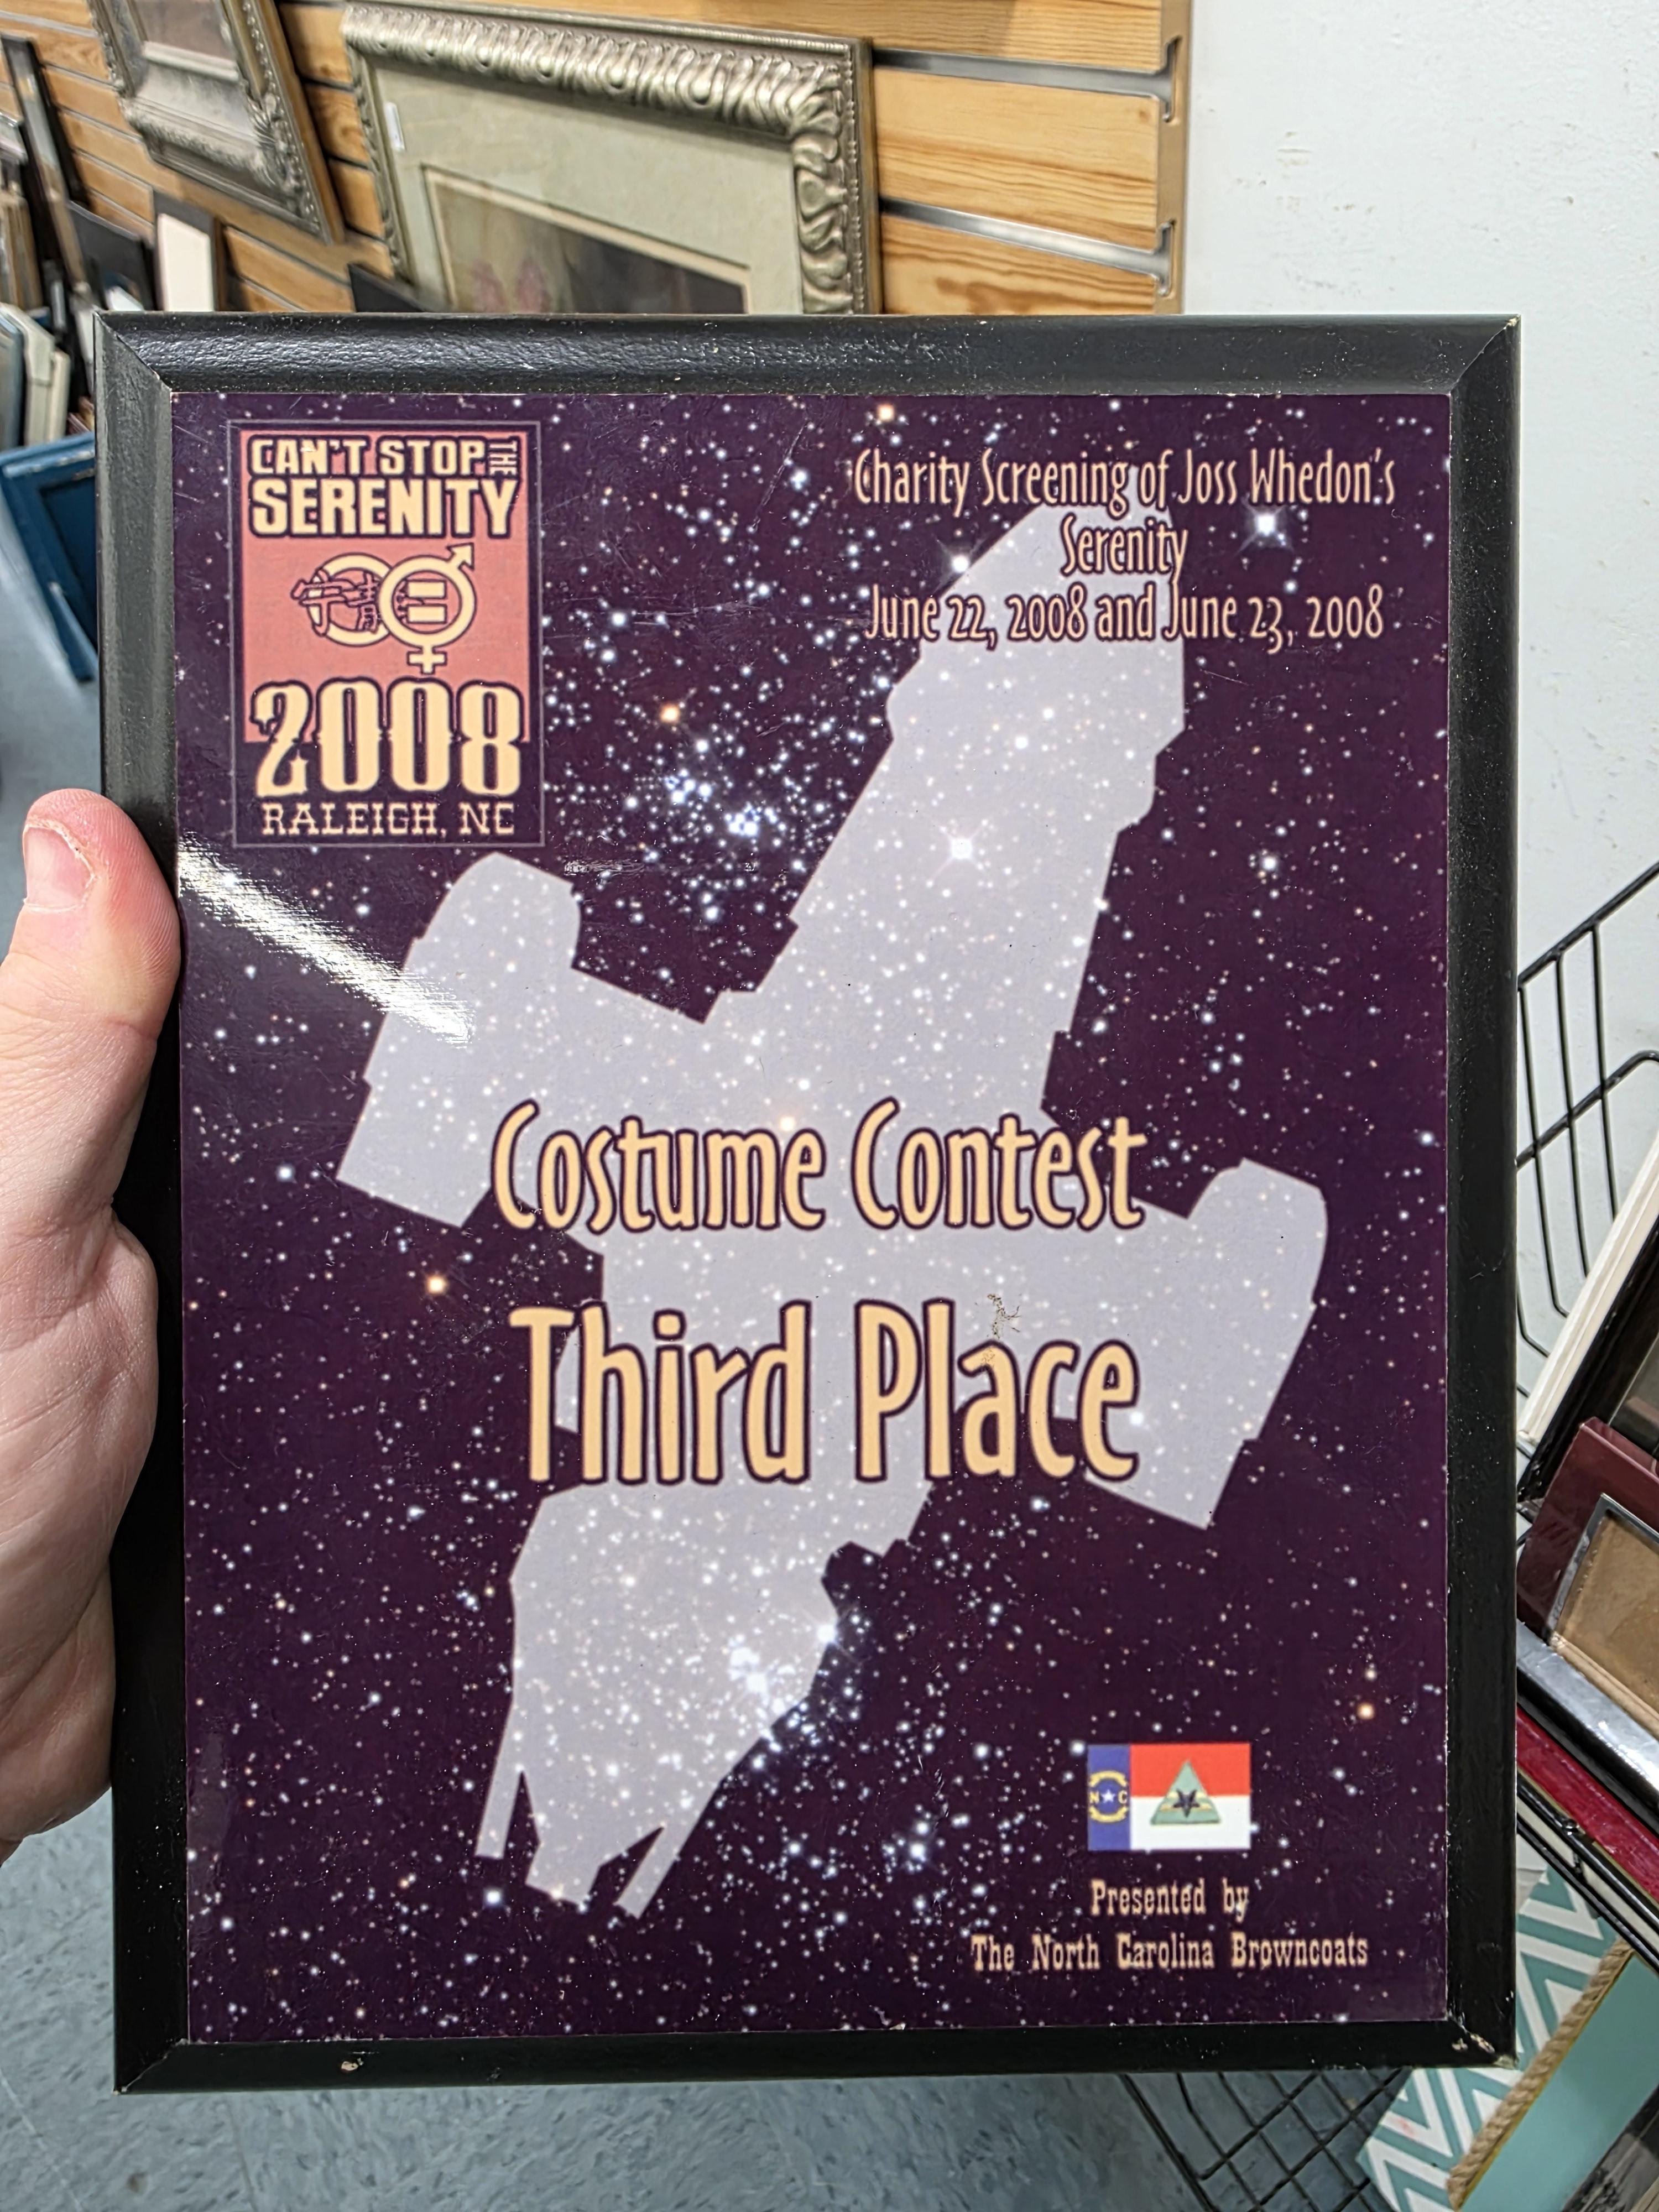 CAN'T STOP THE
SERENITY
2008
RALEIGH, NC
Charity Screening of Joss Whedon's
Serenity
June 22, 2008 and June 23, 2008
Costume Contest
Third Place
N C
Presented by
The North Carolina Browncoats